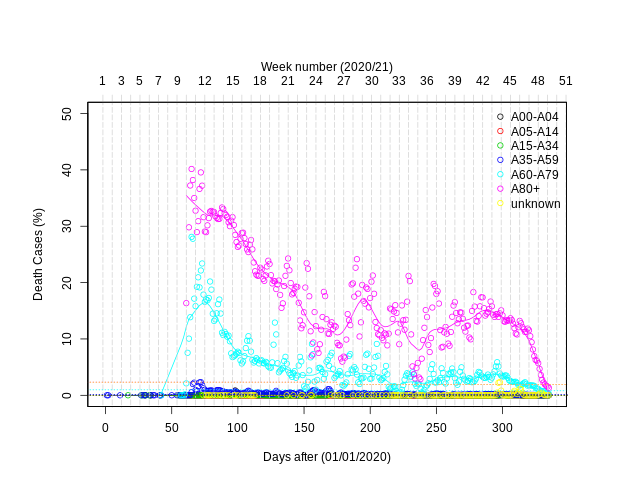 Week number (2020/21)
1 3 5 7 9 12 15 18 21 24 27 30 33 36 39 42 45 48 51
50
40
30
20
10
0
Death Cases (%)
A00-A04
A05-A14
A15-A34
A35-A59
A60-A79
A80+
unknown
0 50 100 150 200 250 300
Days after (01/01/2020)